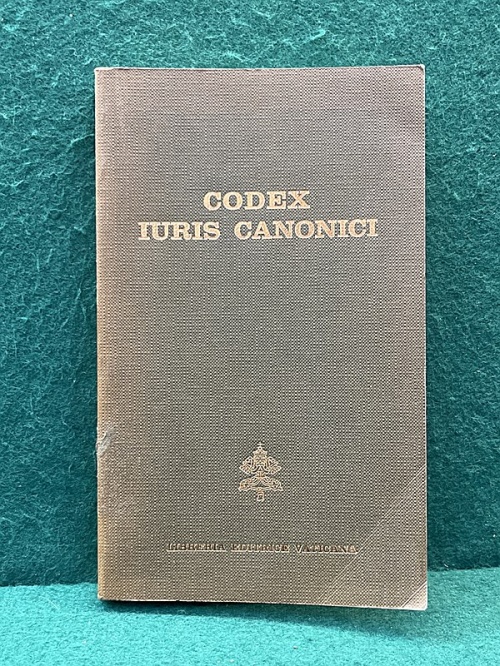 CODEX
IURIS CANONICI
LIBRERIA EDITRICE VATICANA